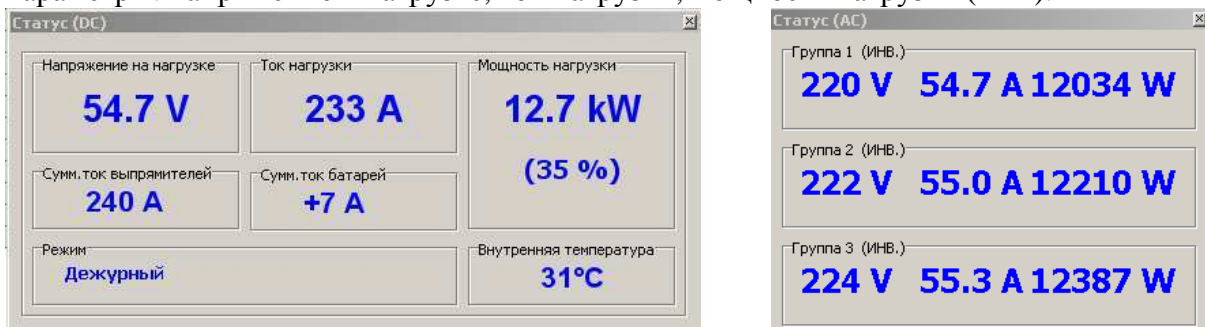 Статус (DC)
Напряжение на нагрузке
54.7 V
Ток нагрузки
233 A
Мощность нагрузки
12.7 kW
(35 %)
Сумм.ток выпрямителей
240 A
Сумм.ток батарей
+7 A
Режим
Дежурный
Внутренняя температура
31°C
Статус (AC)
Группа 1 (ИНВ.)
220 V 54.7 A 12034 W
Группа 2 (ИНВ.)
222 V 55.0 A 12210 W
Группа 3 (ИНВ.)
224 V 55.3 A 12387 W